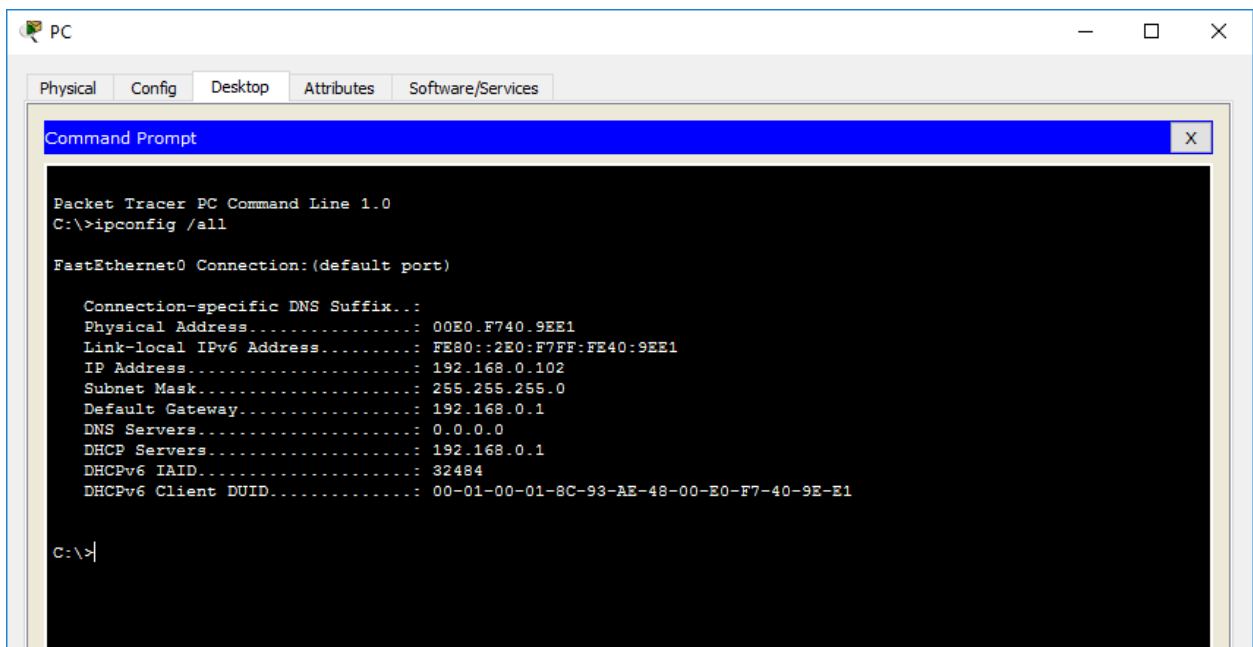 PC
Physical Config Desktop Attributes Software/Services
Command Prompt X
Packet Tracer PC Command Line 1.0
C:\>ipconfig /all
FastEthernet0 Connection:(default port)
Connection-specific DNS Suffix..:
Physical Address................: 00E0.F740.9EE1
Link-local IPv6 Address.........: FE80::2E0:F7FF:FE40:9EE1
IP Address......................: 192.168.0.102
Subnet Mask.....................: 255.255.255.0
Default Gateway.................: 192.168.0.1
DNS Servers.....................: 0.0.0.0
DHCP Servers....................: 192.168.0.1
DHCPv6 IAID.....................: 32484
DHCPv6 Client DUID..............: 00-01-00-01-8C-93-AE-48-00-E0-F7-40-9E-E1
C:\>